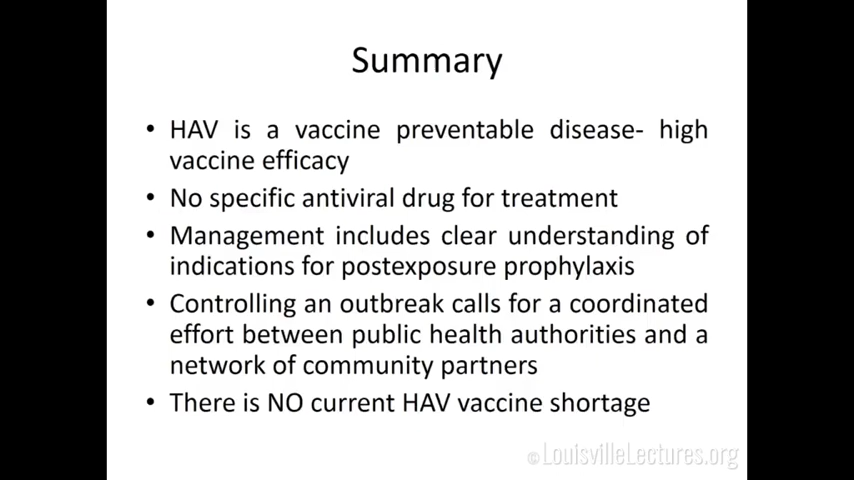 Summary
• HAV is a vaccine preventable disease- high
vaccine efficacy
• No specific antiviral drug for treatment
• Management includes clear understanding of
indications for postexposure prophylaxis
• Controlling an outbreak calls for a coordinated
effort between public health authorities and a
network of community partners
• There is NO current HAV vaccine shortage
©LouisvilleLectures.org